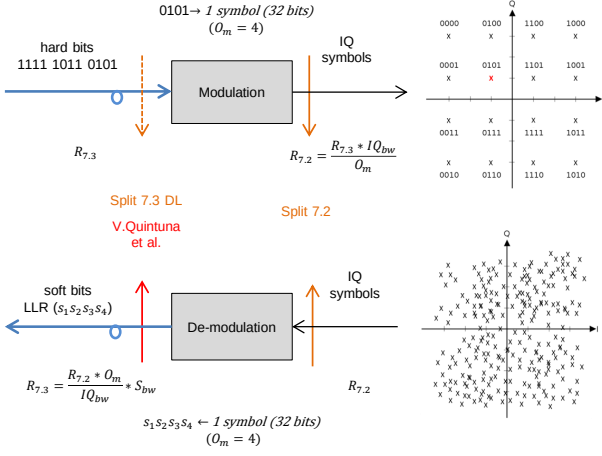 0101→ 1 symbol (32 bits)
(O_m = 4)
hard bits
1111 1011 0101
Modulation
IQ
symbols
R_7.3
R_7.2 = R_7.3 * IQ_bw / O_m
Q
0000 0100 1100 1000
x x x x
0001 0101 1101 1001
x x x x
x x x x
0011 0111 1111 1011
x x x x
0010 0110 1110 1010
Split 7.3 DL
Split 7.2
V.Quintuna
et al.
soft bits
LLR (s_1s_2s_3s_4)
De-modulation
IQ
symbols
R_7.3 = R_7.2 * O_m / IQ_bw * S_bw
R_7.2
s_1s_2s_3s_4 ← 1 symbol (32 bits)
(O_m = 4)
Q
I